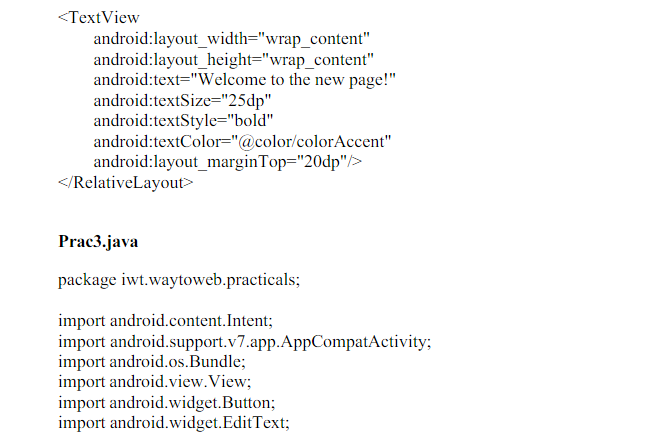 <TextView
android:layout_width="wrap_content"
android:layout_height="wrap_content"
android:text="Welcome to the new page!"
android:textSize="25dp"
android:textStyle="bold"
android:textColor="@color/colorAccent"
android:layout_marginTop="20dp"/>
</RelativeLayout>
Prac3.java
package iwt.waytoweb.practicals;
import android.content.Intent;
import android.support.v7.app.AppCompatActivity;
import android.os.Bundle;
import android.view.View;
import android.widget.Button;
import android.widget.EditText;